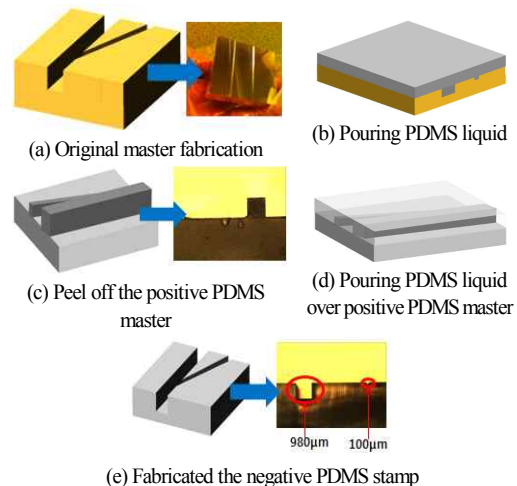 (a) Original master fabrication
(b) Pouring PDMS liquid
(c) Peel off the positive PDMS
master
(d) Pouring PDMS liquid
over positive PDMS master
980μm
100μm
(e) Fabricated the negative PDMS stamp